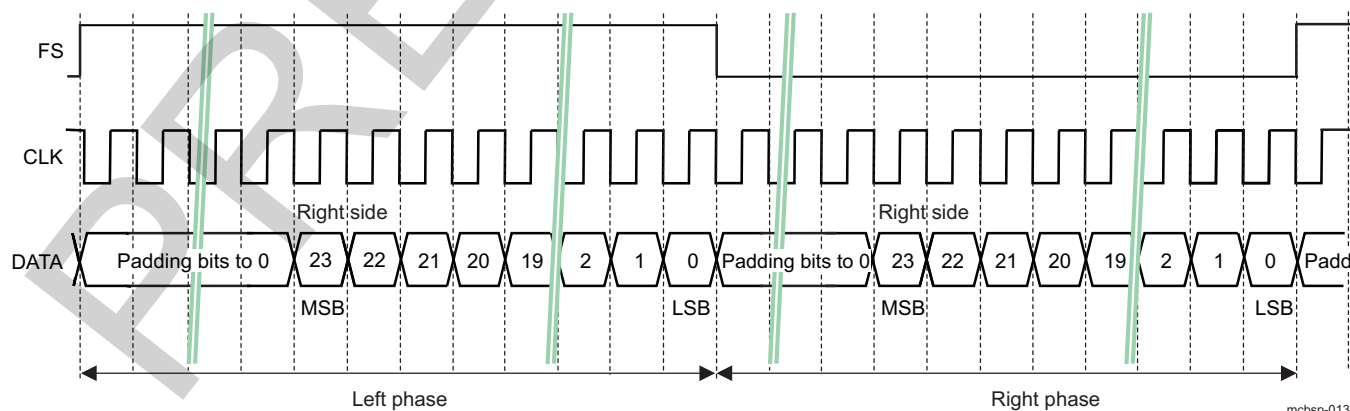 FS
CLK
Right side Right side
DATA Padding bits to 0 23 22 21 20 19 2 1 0 Padding bits to 0 23 22 21 20 19 2 1 0 Padd
MSB LSB MSB LSB
Left phase Right phase
mcbsp-013
PRE